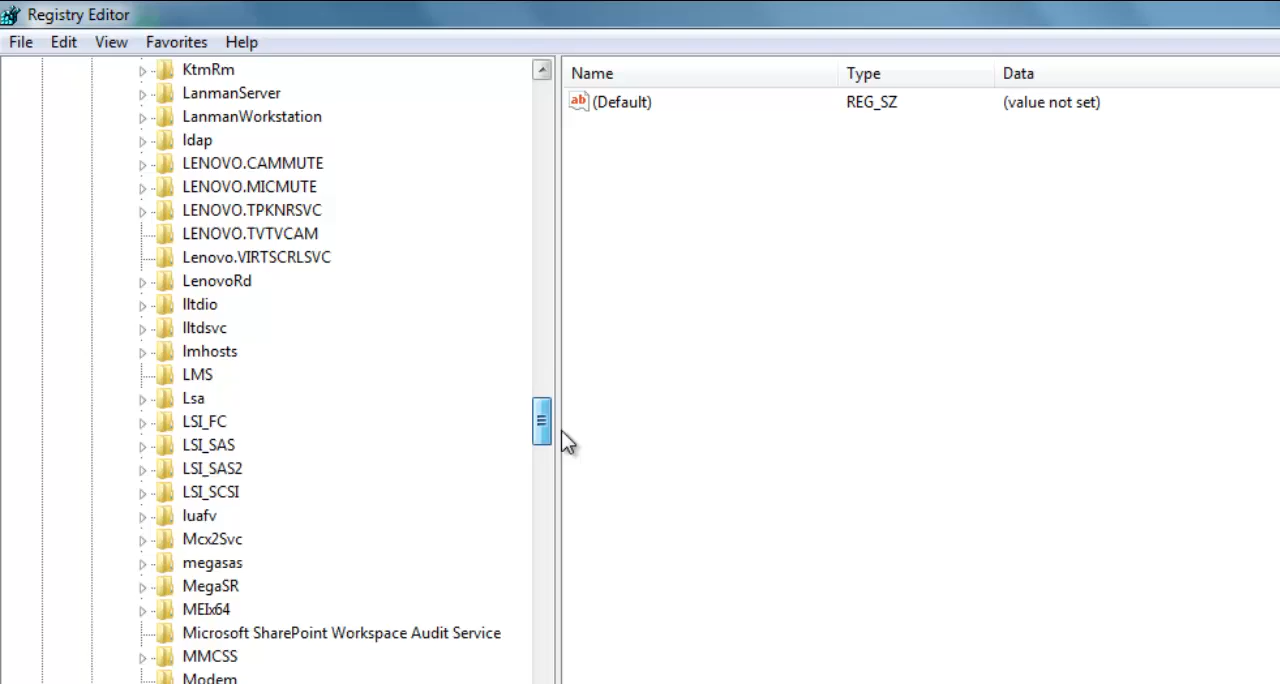 Registry Editor
File Edit View Favorites Help
KtmRm
LanmanServer
LanmanWorkstation
ldap
LENOVO.CAMMUTE
LENOVO.MICMUTE
LENOVO.TPKNRSVC
LENOVO.TVTVCAM
Lenovo.VIRTSCRLSVC
LenovoRd
lltdio
lltdsvc
lmhosts
LMS
Lsa
LSI_FC
LSI_SAS
LSI_SAS2
LSI_SCSI
luafv
Mcx2Svc
megasas
MegaSR
MEIx64
Microsoft SharePoint Workspace Audit Service
MMCSS
Modem
Name Type Data
ab (Default) REG_SZ (value not set)